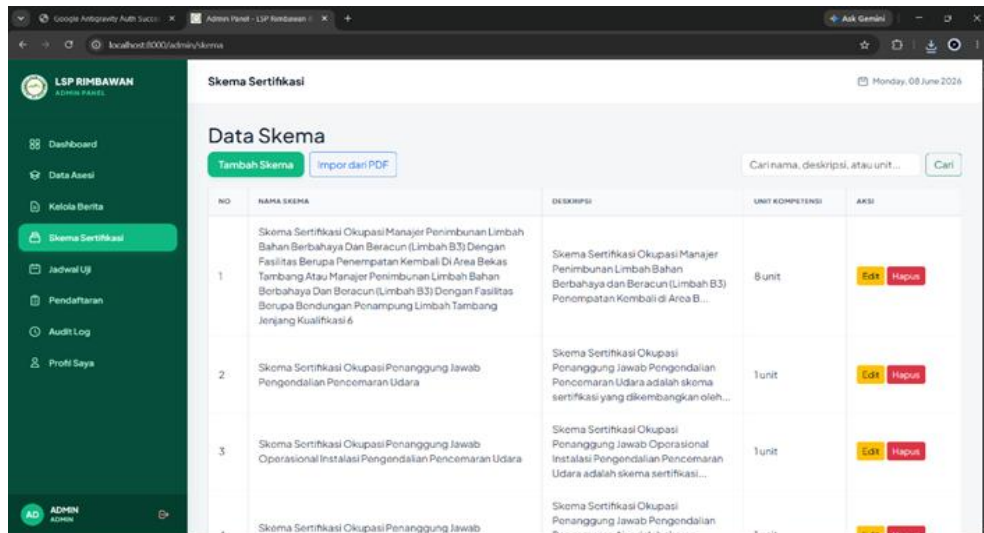 Google Antigravity Auth Succe
Admin Panel - LSP Rimbawan
Ask Gemini
localhost:8000/admin/skema
LSP RIMBAWAN
ADMIN PANEL
Skema Sertifikasi
Monday, 08 June 2026
Dashboard
Data Asesi
Kelola Berita
Skema Sertifikasi
Jadwal Uji
Pendaftaran
Audit Log
Profil Saya
AD
ADMIN
ADMIN
Data Skema
Tambah Skema
Impor dari PDF
Cari nama, deskripsi, atau unit...
Cari
NO NAMA SKEMA DESKRIPSI UNIT KOMPETENSI AKSI
1
Skema Sertifikasi Okupasi Manajer Penimbunan Limbah
Bahan Berbahaya Dan Beracun (Limbah B3) Dengan
Fasilitas Berupa Penempatan Kembali Di Area Bekas
Tambang Atau Manajer Penimbunan Limbah Bahan
Berbahaya Dan Beracun (Limbah B3) Dengan Fasilitas
Berupa Bendungan Penampung Limbah Tambang
Jenjang Kualifikasi 6
Skema Sertifikasi Okupasi Manajer
Penimbunan Limbah Bahan
Berbahaya dan Beracun (Limbah B3)
Penempatan Kembali di Area B...
8 unit
Edit Hapus
2
Skema Sertifikasi Okupasi Penanggung Jawab
Pengendalian Pencemaran Udara
Skema Sertifikasi Okupasi
Penanggung Jawab Pengendalian
Pencemaran Udara adalah skema
sertifikasi yang dikembangkan oleh...
1 unit
Edit Hapus
3
Skema Sertifikasi Okupasi Penanggung Jawab
Operasional Instalasi Pengendalian Pencemaran Udara
Skema Sertifikasi Okupasi
Penanggung Jawab Operasional
Instalasi Pengendalian Pencemaran
Udara adalah skema sertifikasi...
1 unit
Edit Hapus
Skema Sertifikasi Okupasi Penanggung Jawab
Skema Sertifikasi Okupasi
Penanggung Jawab Pengendalian